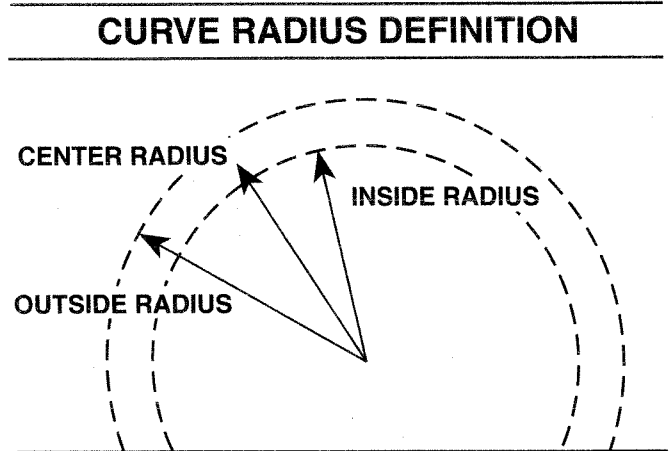 CURVE RADIUS DEFINITION
CENTER RADIUS
INSIDE RADIUS
OUTSIDE RADIUS